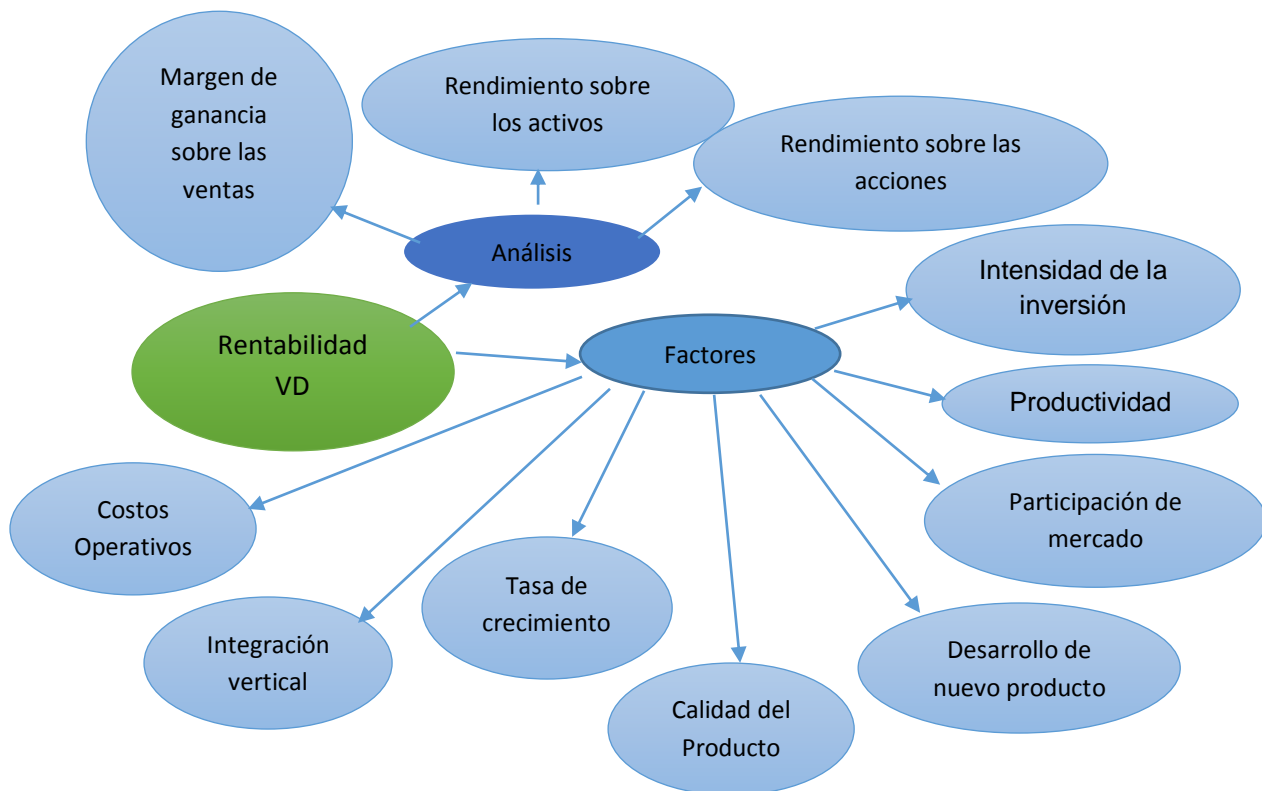 Margen de
ganancia
sobre las
ventas
Rendimiento sobre
los activos
Rendimiento sobre las
acciones
Análisis
Intensidad de la
inversión
Rentabilidad
VD
Factores
Productividad
Participación de
mercado
Costos
Operativos
Tasa de
crecimiento
Integración
vertical
Desarrollo de
nuevo producto
Calidad del
Producto